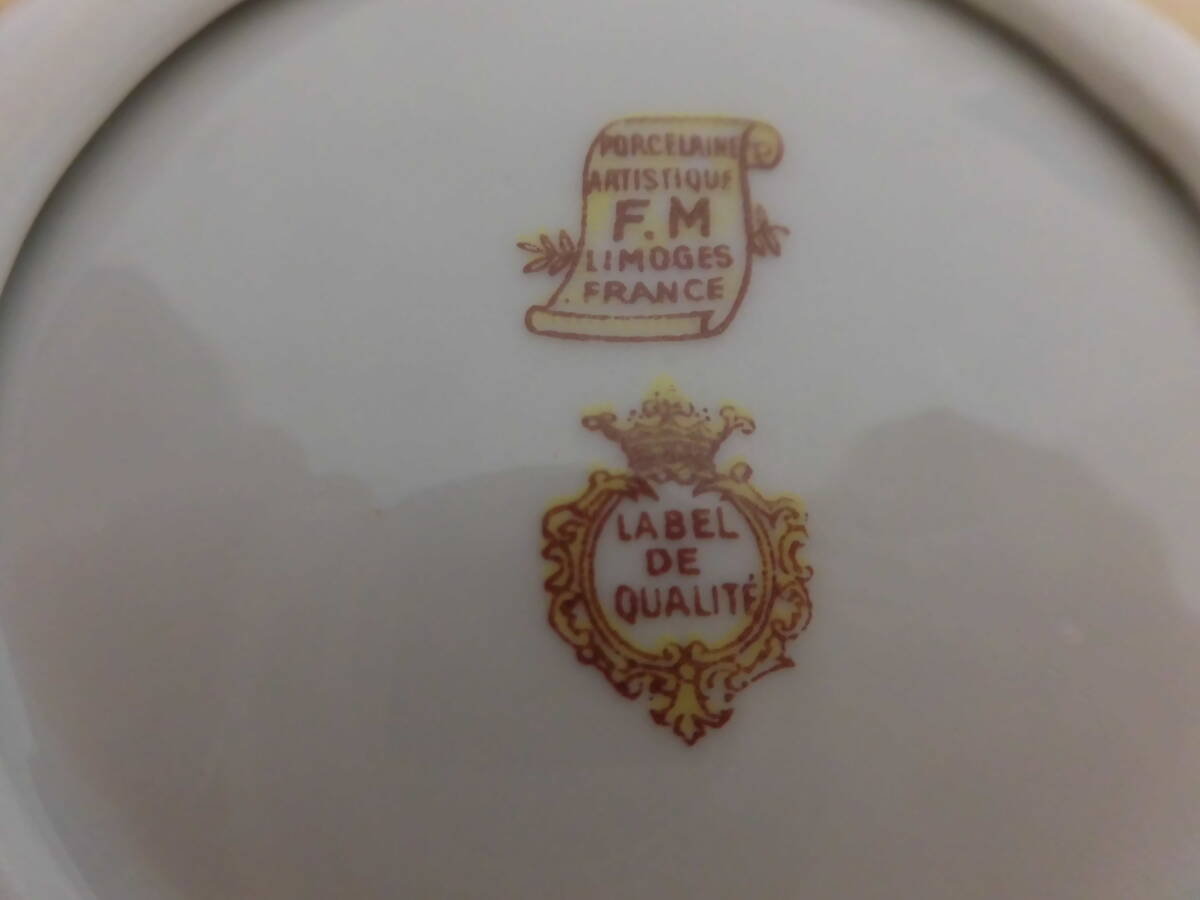 PORCELAINE
ARTISTIQUE
F.M
LIMOGES
FRANCE
LABEL
DE
QUALITÉ